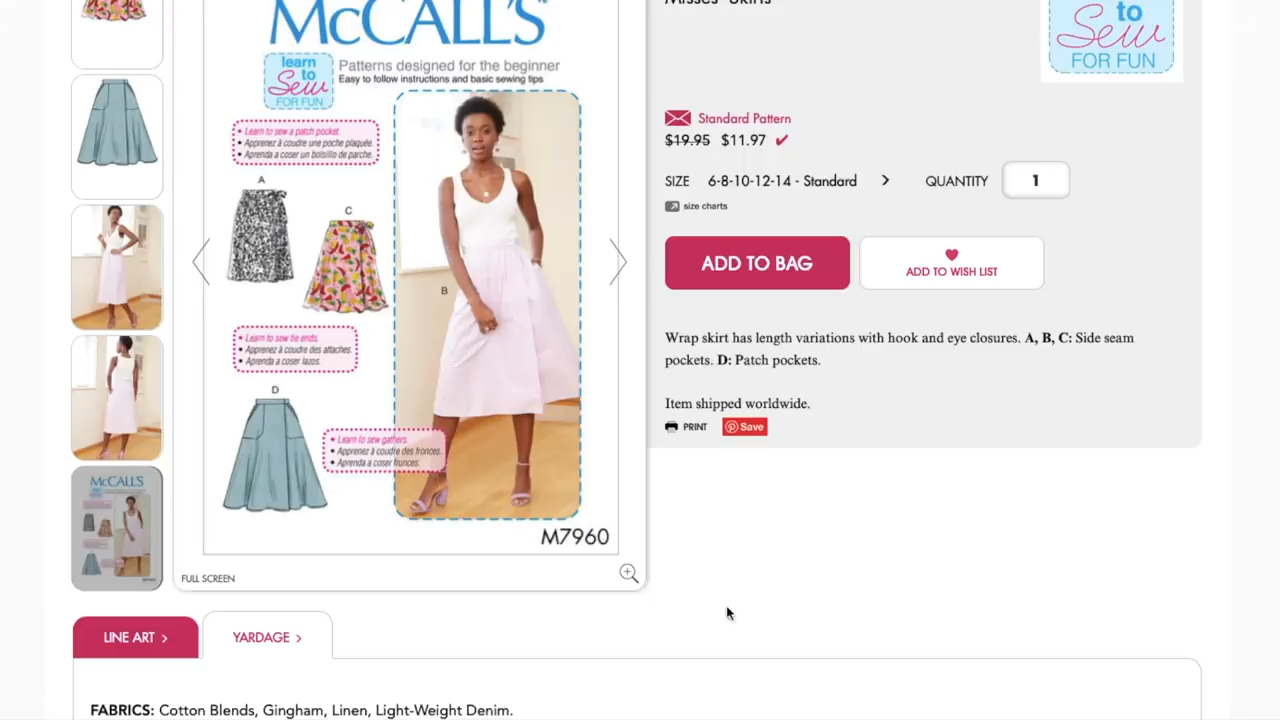 McCALL'S
learn
to
Sew
FOR FUN
Patterns designed for the beginner
Easy to follow instructions and basic sewing tips
• Learn to sew a patch pocket.
• Apprenez à coudre une poche plaquée.
• Aprenda a coser un bolsillo de parche.
A
C
B
• Learn to sew tie ends.
• Apprenez à coudre des attaches.
• Aprenda a coser lazos.
D
• Learn to sew gathers.
• Apprenez à coudre des fronces.
• Aprenda a coser frunces.
M7960
FULL SCREEN
McCALL'S
Misses' Skirts
to
Sew
FOR FUN
Standard Pattern
$19.95 $11.97
SIZE 6-8-10-12-14 - Standard > QUANTITY 1
size charts
ADD TO BAG
ADD TO WISH LIST
Wrap skirt has length variations with hook and eye closures. A, B, C: Side seam
pockets. D: Patch pockets.
Item shipped worldwide.
PRINT Save
LINE ART > YARDAGE >
FABRICS: Cotton Blends, Gingham, Linen, Light-Weight Denim.